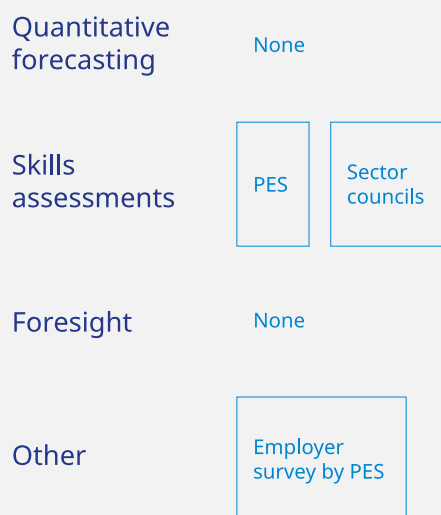 Quantitative
forecasting
None
Skills
assessments
PES
Sector
councils
Foresight
None
Other
Employer
survey by PES